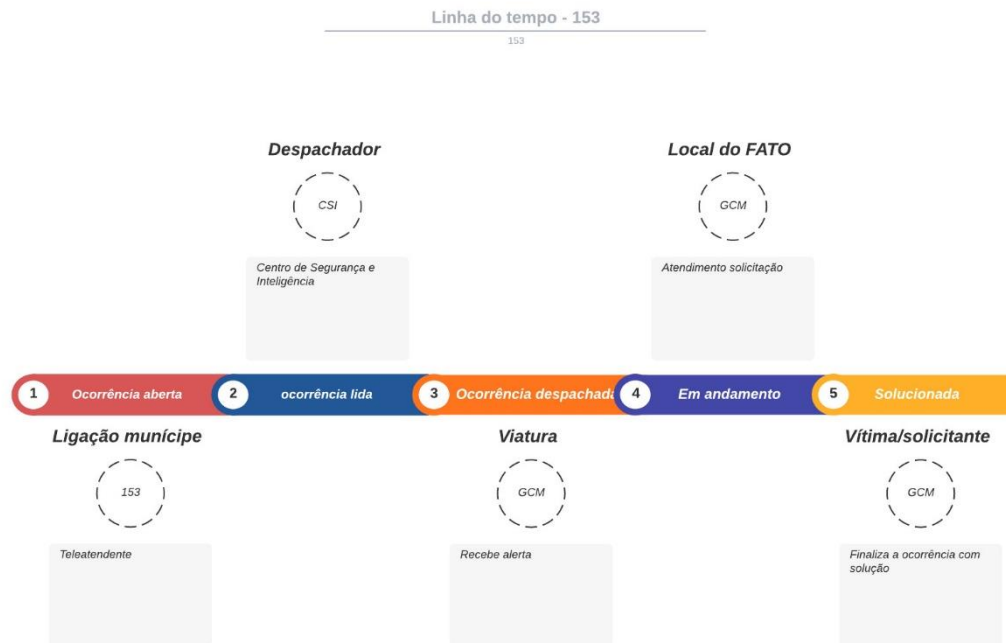 Linha do tempo - 153
153
Despachador
CSI
Centro de Segurança e
Inteligência
Local do FATO
GCM
Atendimento solicitação
1
Ocorrência aberta
2
ocorrência lida
3
Ocorrência despachada
4
Em andamento
5
Solucionada
Ligação munícipe
153
Teleatendente
Viatura
GCM
Recebe alerta
Vítima/solicitante
GCM
Finaliza a ocorrência com
solução